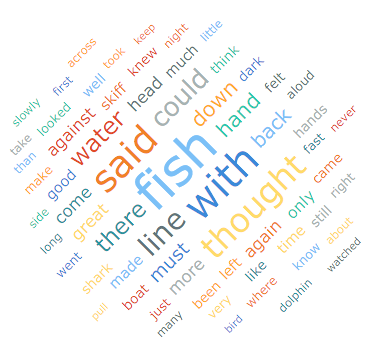 keep
night
little
across
took
knew
much
think
first
well
skiff
head
could
dark
slowly
looked
against
water
said
down
felt
aloud
take
than
make
good
fish
hand
back
hands
never
side
come
great
there
line
with
thought
fast
long
went
shark
made
must
more
only
came
right
pull
boat
just
been
left
again
time
still
many
very
like
where
know
about
bird
dolphin
watched